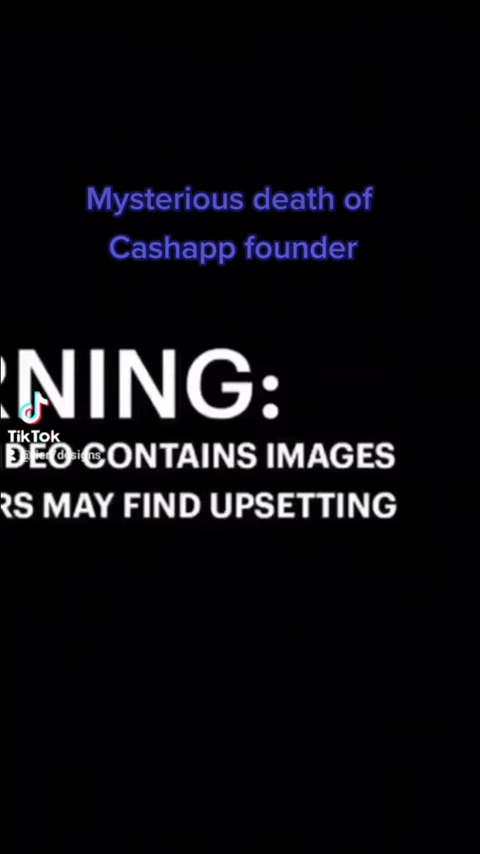 Mysterious death of
Cashapp founder
RNING:
TikTok
DEO CONTAINS IMAGES
RS MAY FIND UPSETTING